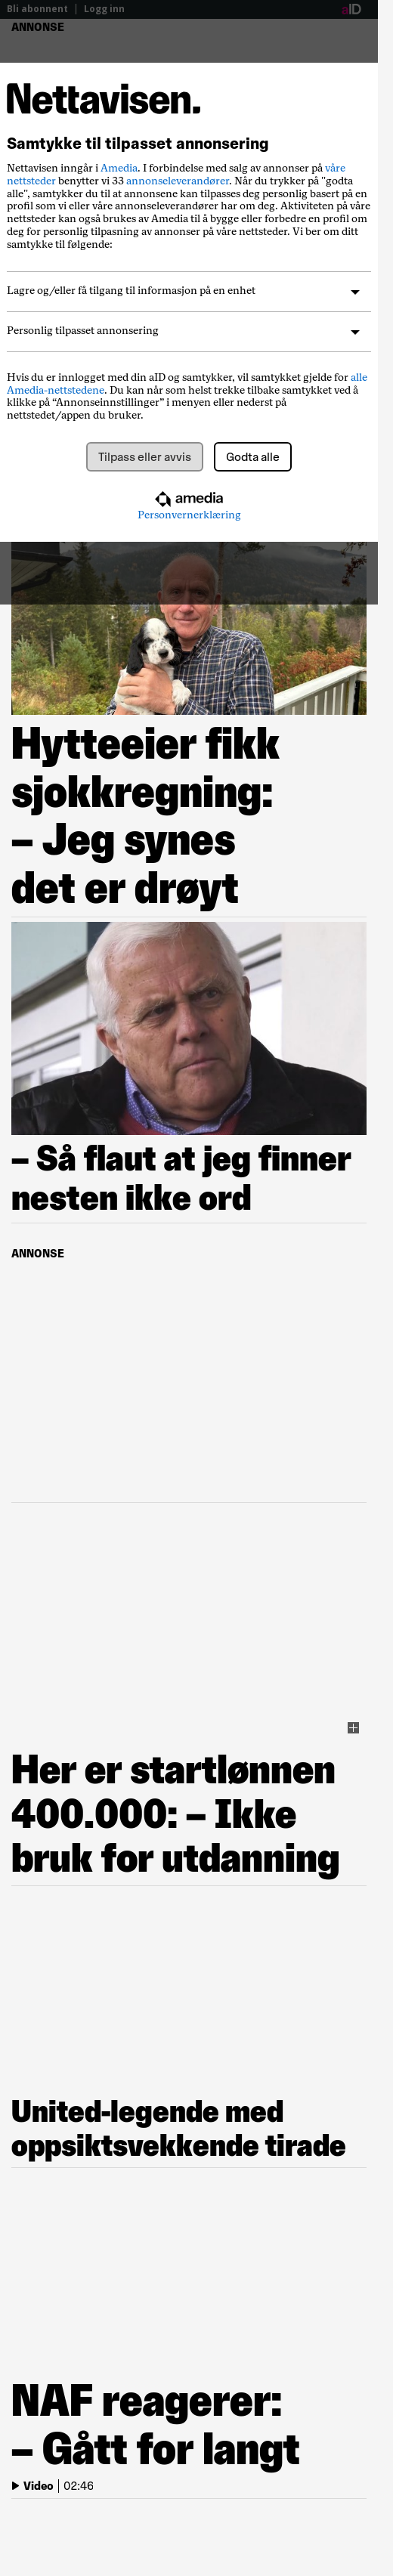 Bli abonnent | Logg inn aID
ANNONSE
Nettavisen.
Samtykke til tilpasset annonsering
Nettavisen inngår i Amedia. I forbindelse med salg av annonser på våre
nettsteder benytter vi 33 annonseleverandører. Når du trykker på "godta
alle", samtykker du til at annonsene kan tilpasses deg personlig basert på en
profil som vi eller våre annonseleverandører har om deg. Aktiviteten på våre
nettsteder kan også brukes av Amedia til å bygge eller forbedre en profil om
deg for personlig tilpasning av annonser på våre nettsteder. Vi ber om ditt
samtykke til følgende:
Lagre og/eller få tilgang til informasjon på en enhet
Personlig tilpasset annonsering
Hvis du er innlogget med din aID og samtykker, vil samtykket gjelde for alle
Amedia-nettstedene. Du kan når som helst trekke tilbake samtykket ved å
klikke på “Annonseinnstillinger” i menyen eller nederst på
nettstedet/appen du bruker.
Tilpass eller avvis Godta alle
amedia
Personvernerklæring
Hytteeier fikk
sjokkregning:
– Jeg synes
det er drøyt
– Så flaut at jeg finner
nesten ikke ord
ANNONSE
Her er startlønnen
400.000: – Ikke
bruk for utdanning
United-legende med
oppsiktsvekkende tirade
NAF reagerer:
– Gått for langt
Video | 02:46